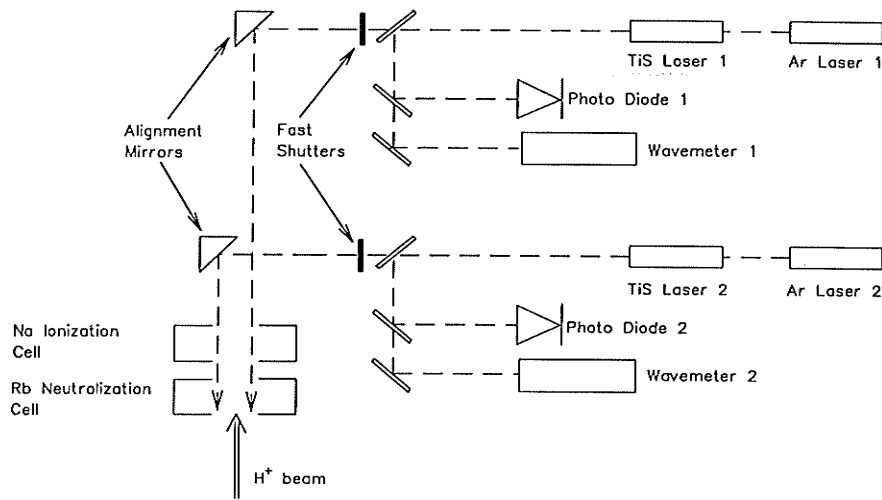 TiS Laser 1
Ar Laser 1
Photo Diode 1
Alignment
Mirrors
Fast
Shutters
Wavemeter 1
TiS Laser 2
Ar Laser 2
Na Ionization
Cell
Photo Diode 2
Rb Neutralization
Cell
Wavemeter 2
H⁺ beam